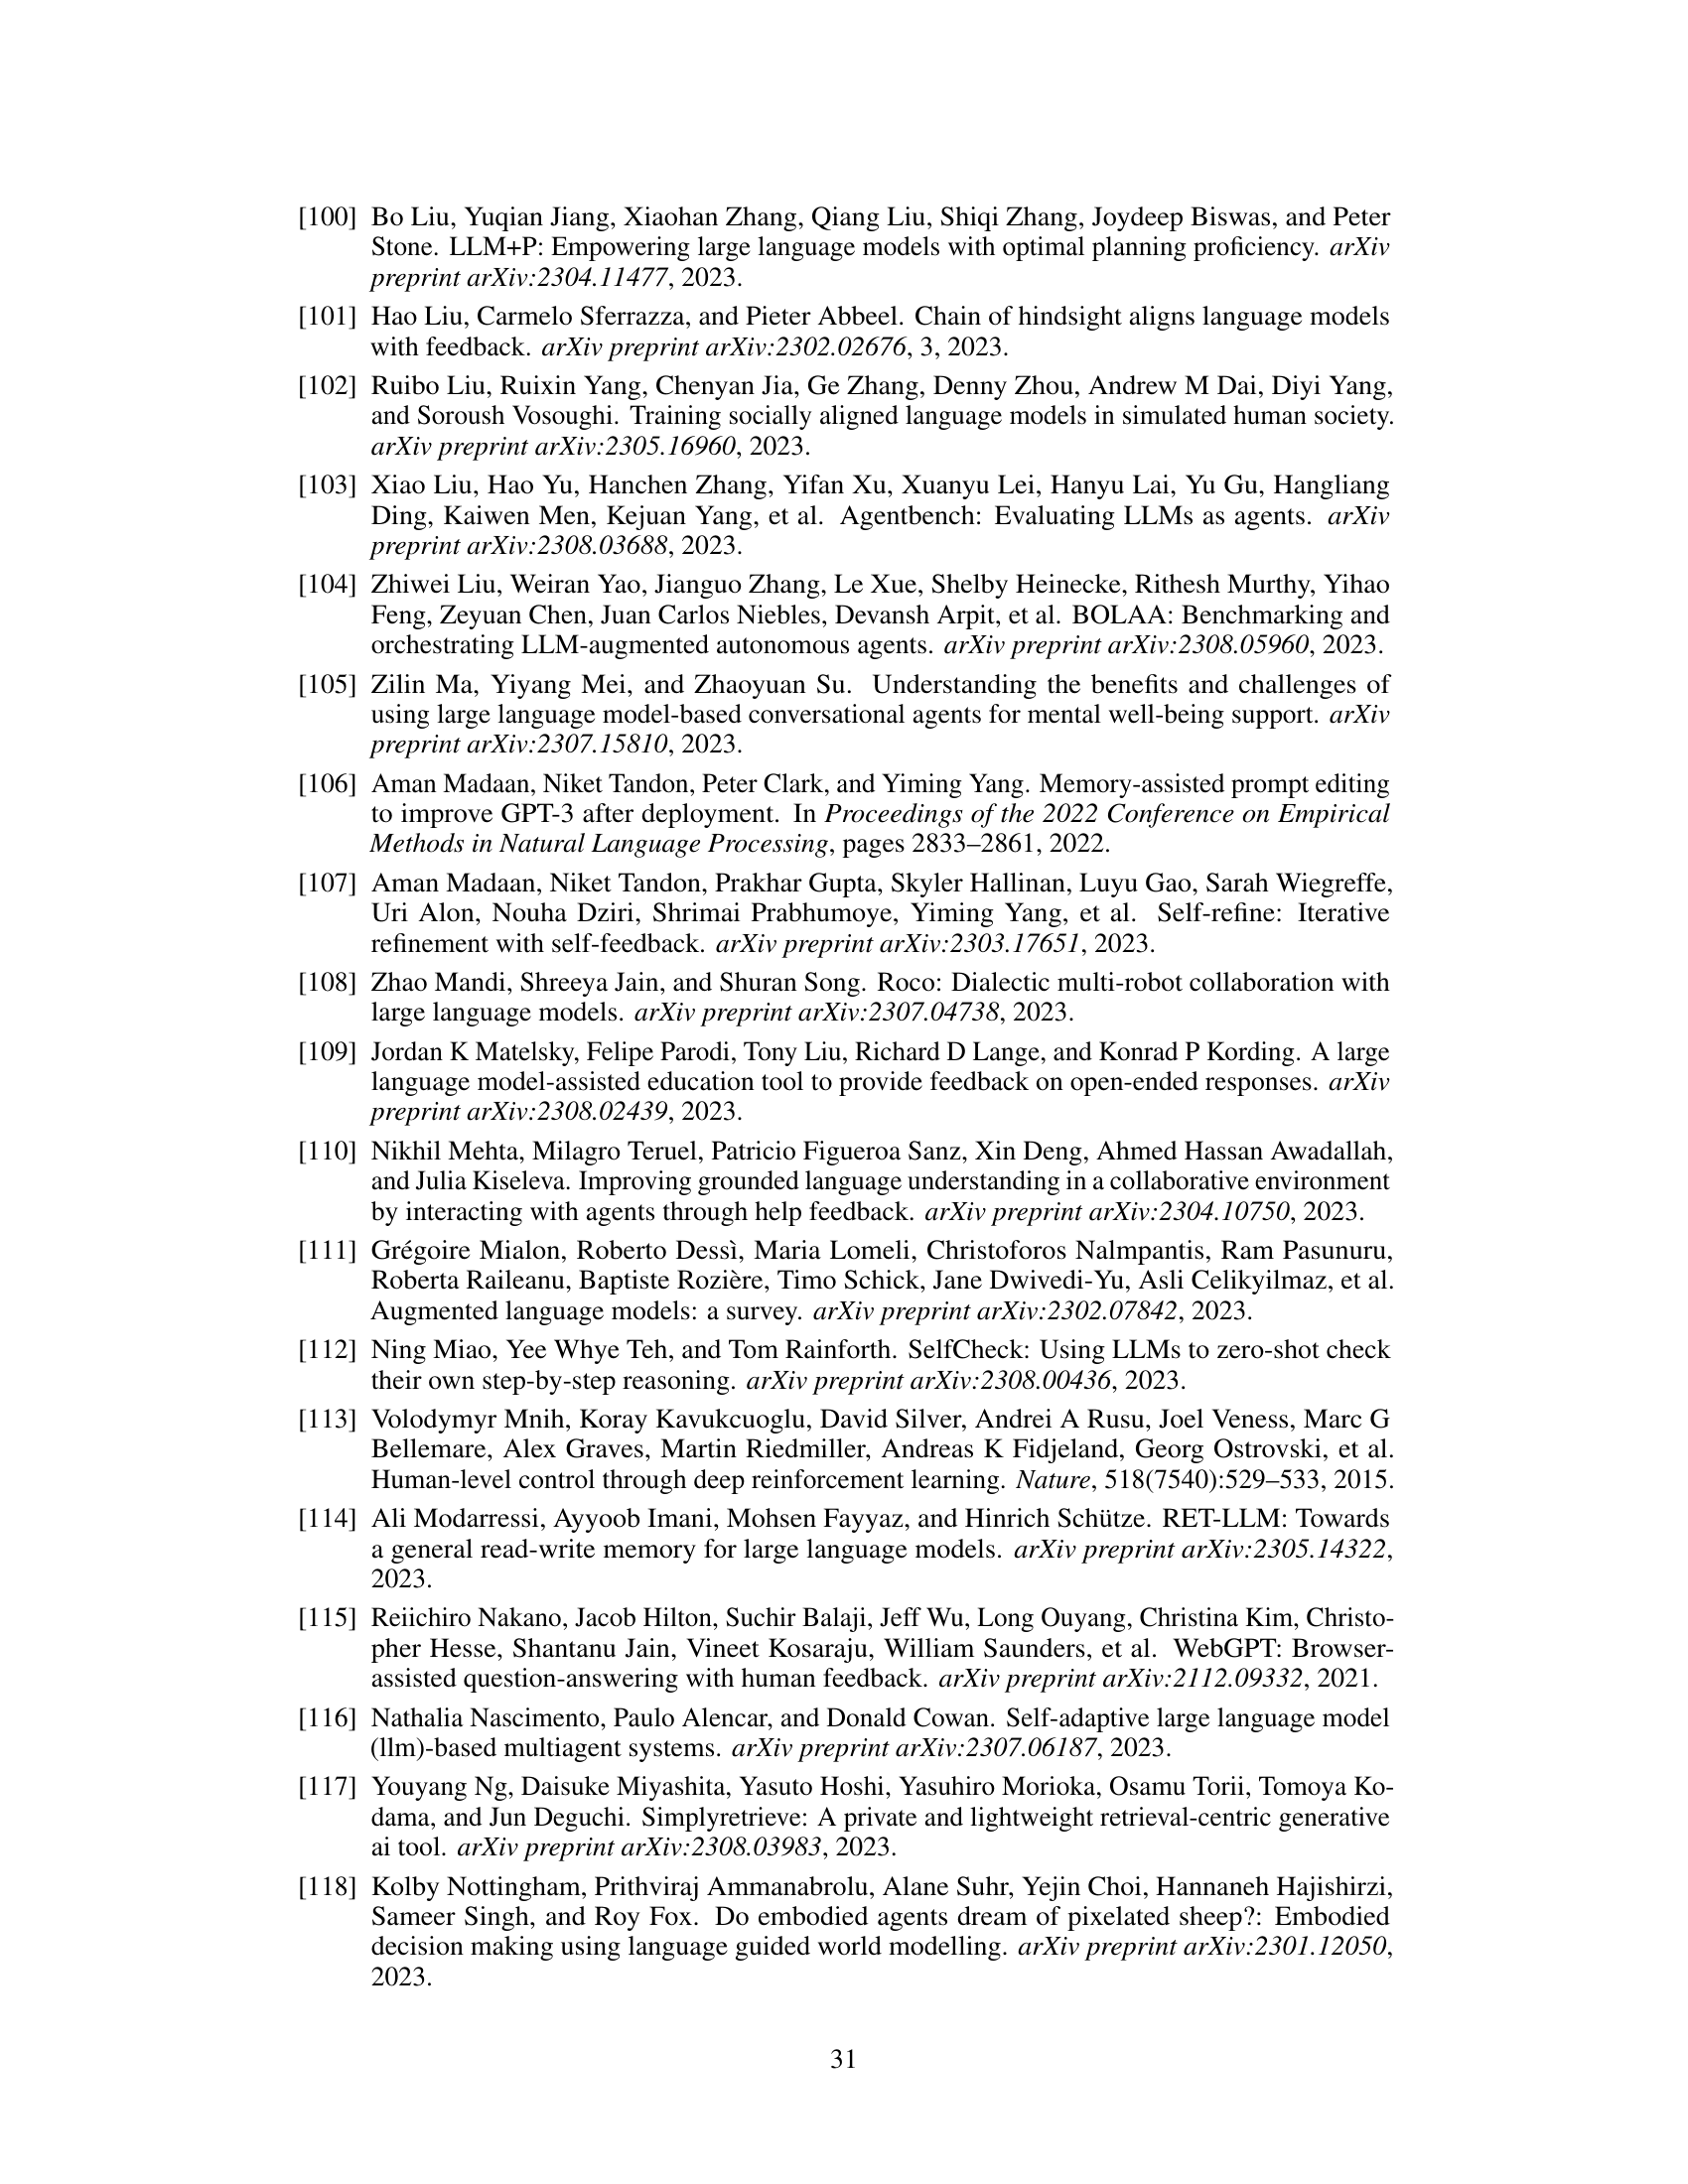 [100] Bo Liu, Yuqian Jiang, Xiaohan Zhang, Qiang Liu, Shiqi Zhang, Joydeep Biswas, and Peter
Stone. LLM+P: Empowering large language models with optimal planning proficiency. arXiv
preprint arXiv:2304.11477, 2023.
[101] Hao Liu, Carmelo Sferrazza, and Pieter Abbeel. Chain of hindsight aligns language models
with feedback. arXiv preprint arXiv:2302.02676, 3, 2023.
[102] Ruibo Liu, Ruixin Yang, Chenyan Jia, Ge Zhang, Denny Zhou, Andrew M Dai, Diyi Yang,
and Soroush Vosoughi. Training socially aligned language models in simulated human society.
arXiv preprint arXiv:2305.16960, 2023.
[103] Xiao Liu, Hao Yu, Hanchen Zhang, Yifan Xu, Xuanyu Lei, Hanyu Lai, Yu Gu, Hangliang
Ding, Kaiwen Men, Kejuan Yang, et al. Agentbench: Evaluating LLMs as agents. arXiv
preprint arXiv:2308.03688, 2023.
[104] Zhiwei Liu, Weiran Yao, Jianguo Zhang, Le Xue, Shelby Heinecke, Rithesh Murthy, Yihao
Feng, Zeyuan Chen, Juan Carlos Niebles, Devansh Arpit, et al. BOLAA: Benchmarking and
orchestrating LLM-augmented autonomous agents. arXiv preprint arXiv:2308.05960, 2023.
[105] Zilin Ma, Yiyang Mei, and Zhaoyuan Su. Understanding the benefits and challenges of
using large language model-based conversational agents for mental well-being support. arXiv
preprint arXiv:2307.15810, 2023.
[106] Aman Madaan, Niket Tandon, Peter Clark, and Yiming Yang. Memory-assisted prompt editing
to improve GPT-3 after deployment. In Proceedings of the 2022 Conference on Empirical
Methods in Natural Language Processing, pages 2833–2861, 2022.
[107] Aman Madaan, Niket Tandon, Prakhar Gupta, Skyler Hallinan, Luyu Gao, Sarah Wiegreffe,
Uri Alon, Nouha Dziri, Shrimai Prabhumoye, Yiming Yang, et al. Self-refine: Iterative
refinement with self-feedback. arXiv preprint arXiv:2303.17651, 2023.
[108] Zhao Mandi, Shreeya Jain, and Shuran Song. Roco: Dialectic multi-robot collaboration with
large language models. arXiv preprint arXiv:2307.04738, 2023.
[109] Jordan K Matelsky, Felipe Parodi, Tony Liu, Richard D Lange, and Konrad P Kording. A large
language model-assisted education tool to provide feedback on open-ended responses. arXiv
preprint arXiv:2308.02439, 2023.
[110] Nikhil Mehta, Milagro Teruel, Patricio Figueroa Sanz, Xin Deng, Ahmed Hassan Awadallah,
and Julia Kiseleva. Improving grounded language understanding in a collaborative environment
by interacting with agents through help feedback. arXiv preprint arXiv:2304.10750, 2023.
[111] Grégoire Mialon, Roberto Dessì, Maria Lomeli, Christoforos Nalmpantis, Ram Pasunuru,
Roberta Raileanu, Baptiste Rozière, Timo Schick, Jane Dwivedi-Yu, Asli Celikyilmaz, et al.
Augmented language models: a survey. arXiv preprint arXiv:2302.07842, 2023.
[112] Ning Miao, Yee Whye Teh, and Tom Rainforth. SelfCheck: Using LLMs to zero-shot check
their own step-by-step reasoning. arXiv preprint arXiv:2308.00436, 2023.
[113] Volodymyr Mnih, Koray Kavukcuoglu, David Silver, Andrei A Rusu, Joel Veness, Marc G
Bellemare, Alex Graves, Martin Riedmiller, Andreas K Fidjeland, Georg Ostrovski, et al.
Human-level control through deep reinforcement learning. Nature, 518(7540):529–533, 2015.
[114] Ali Modarressi, Ayyoob Imani, Mohsen Fayyaz, and Hinrich Schütze. RET-LLM: Towards
a general read-write memory for large language models. arXiv preprint arXiv:2305.14322,
2023.
[115] Reiichiro Nakano, Jacob Hilton, Suchir Balaji, Jeff Wu, Long Ouyang, Christina Kim, Christo-
pher Hesse, Shantanu Jain, Vineet Kosaraju, William Saunders, et al. WebGPT: Browser-
assisted question-answering with human feedback. arXiv preprint arXiv:2112.09332, 2021.
[116] Nathalia Nascimento, Paulo Alencar, and Donald Cowan. Self-adaptive large language model
(llm)-based multiagent systems. arXiv preprint arXiv:2307.06187, 2023.
[117] Youyang Ng, Daisuke Miyashita, Yasuto Hoshi, Yasuhiro Morioka, Osamu Torii, Tomoya Ko-
dama, and Jun Deguchi. Simplyretrieve: A private and lightweight retrieval-centric generative
ai tool. arXiv preprint arXiv:2308.03983, 2023.
[118] Kolby Nottingham, Prithviraj Ammanabrolu, Alane Suhr, Yejin Choi, Hannaneh Hajishirzi,
Sameer Singh, and Roy Fox. Do embodied agents dream of pixelated sheep?: Embodied
decision making using language guided world modelling. arXiv preprint arXiv:2301.12050,
2023.
31